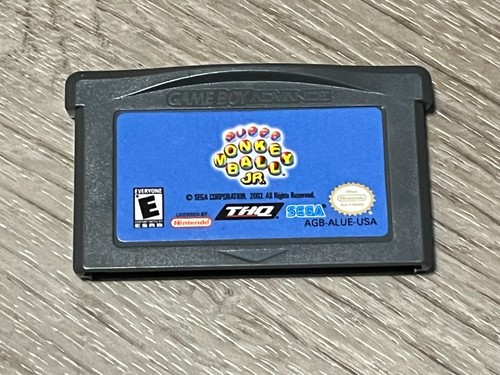 GAME BOY ADVANCE
SUPER
MONKEY
BALL
JR.
© SEGA CORPORATION, 2002. All Rights Reserved.
EVERYONE
E
LICENSED BY
Nintendo
THQ
SEGA
AGB-ALUE-USA